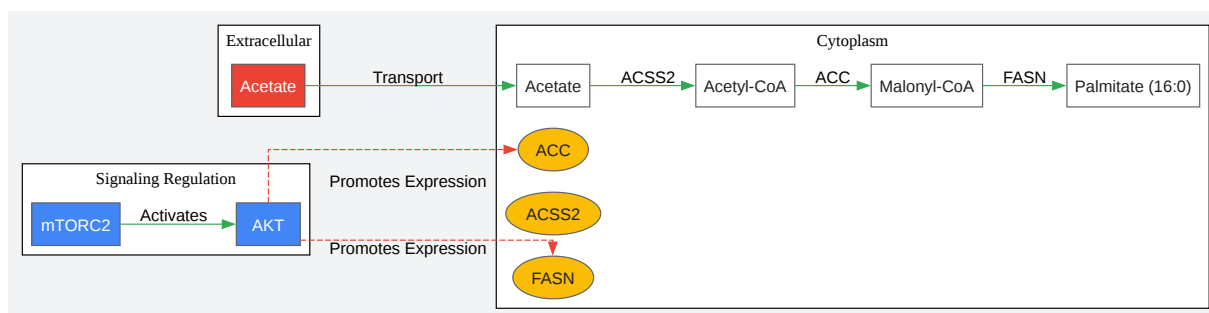 Extracellular
Cytoplasm
Acetate
Transport
Acetate
ACSS2
Acetyl-CoA
ACC
Malonyl-CoA
FASN
Palmitate (16:0)
ACC
Signaling Regulation
Promotes Expression
mTORC2
Activates
AKT
ACSS2
Promotes Expression
FASN